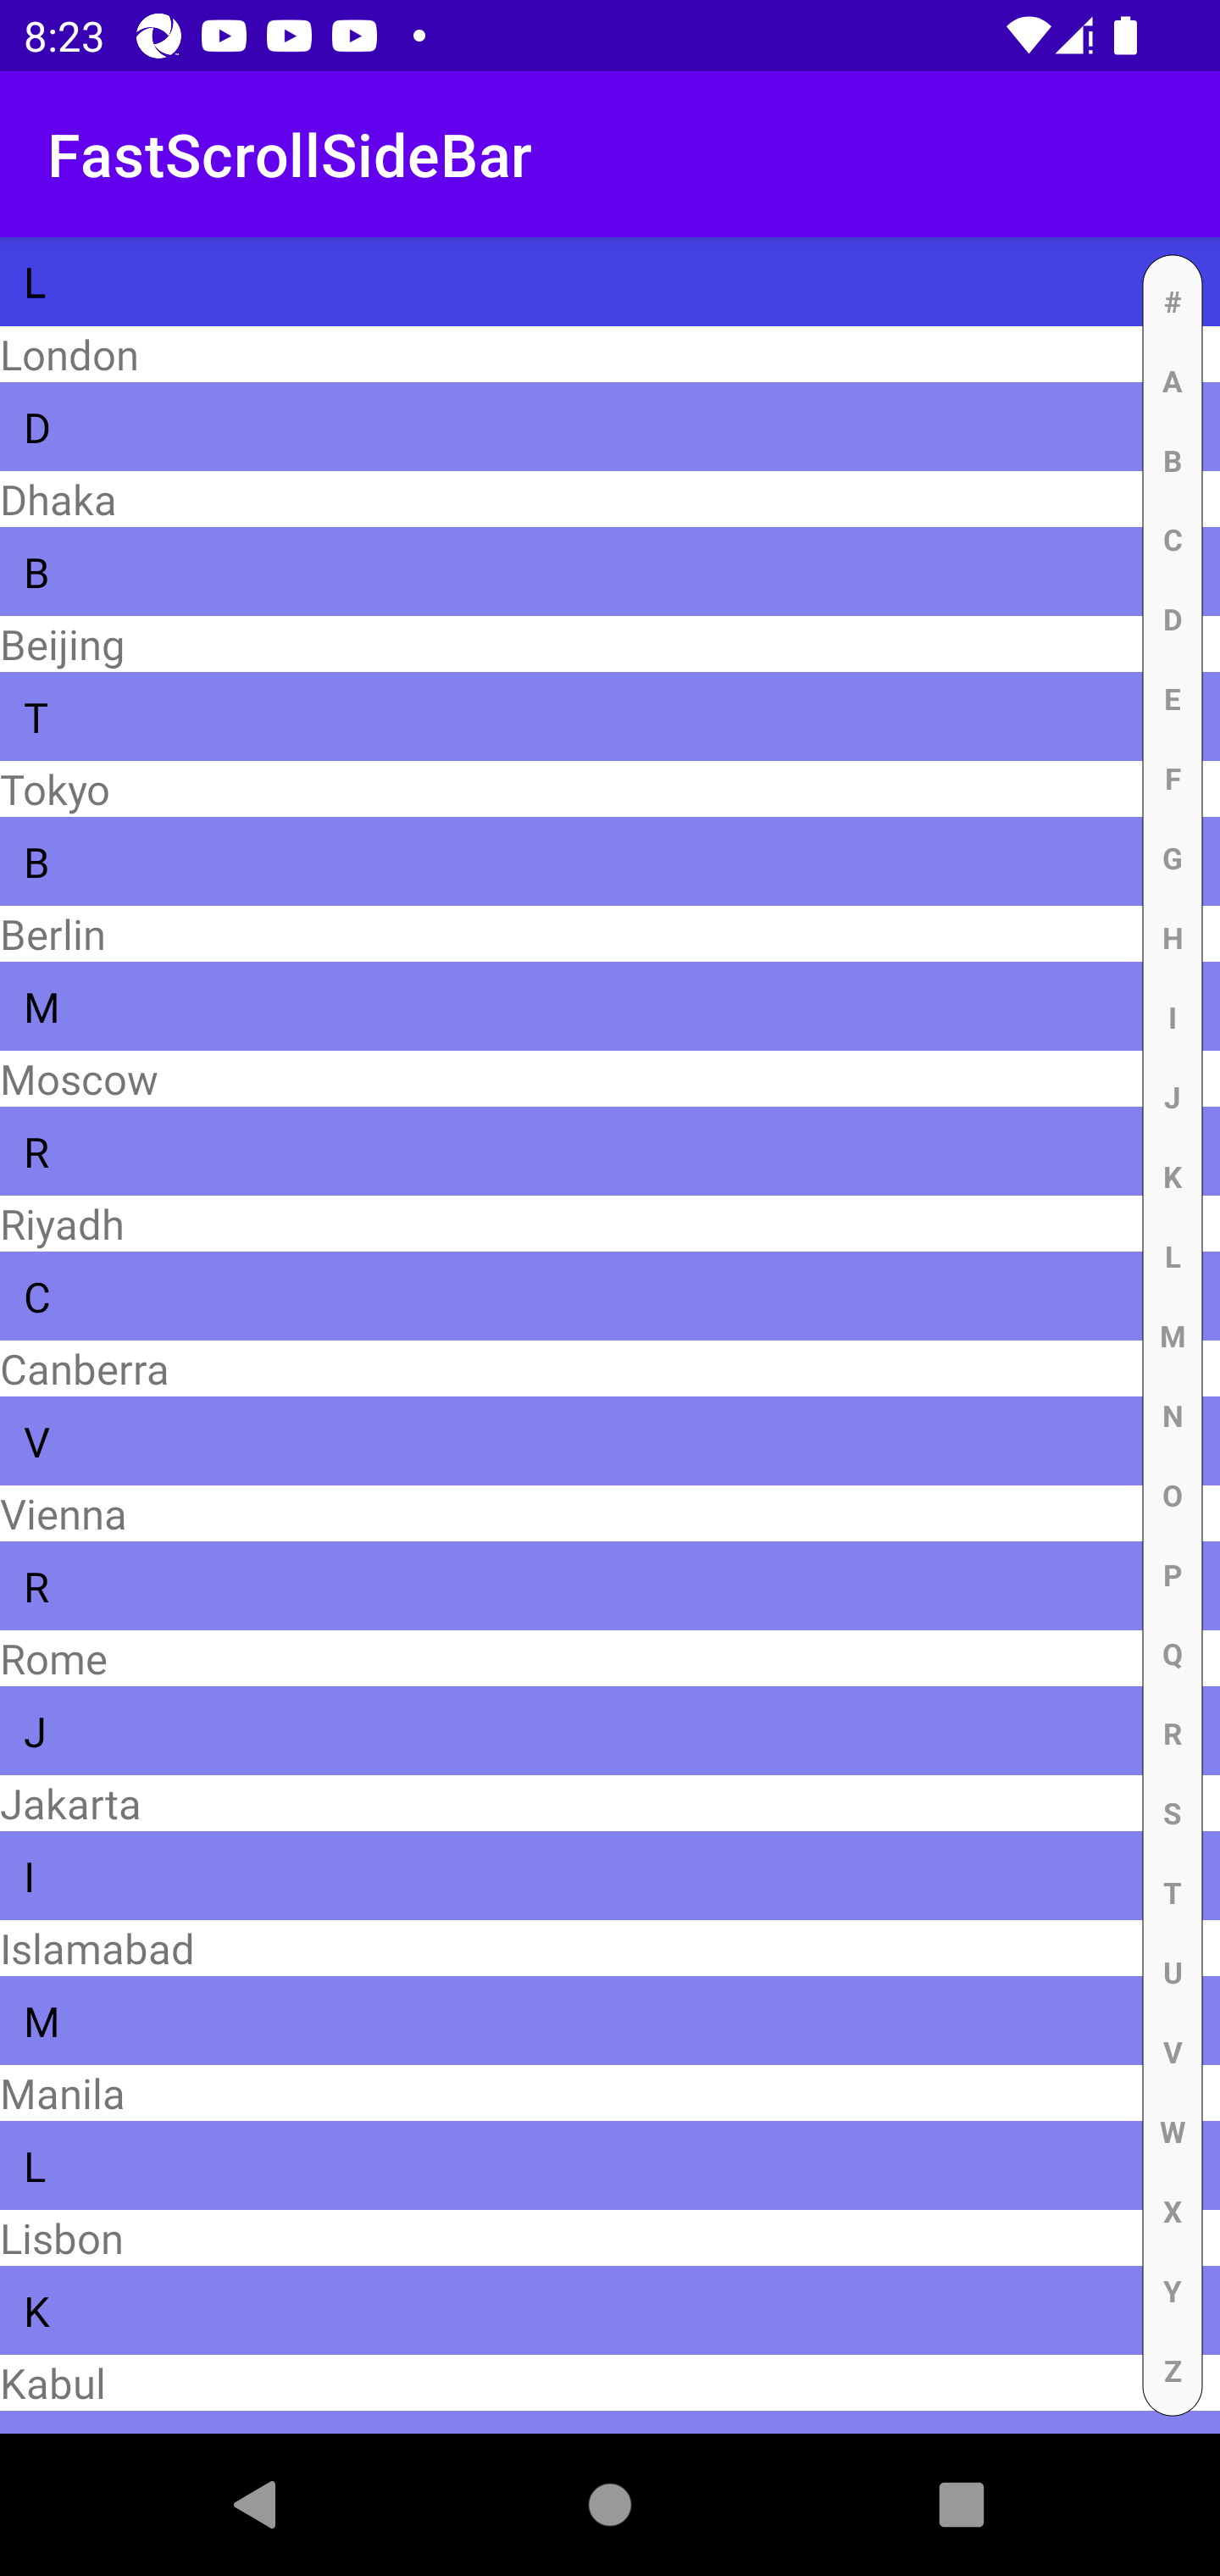 8:23
FastScrollSideBar
L
London
D
Dhaka
B
Beijing
T
Tokyo
B
Berlin
M
Moscow
R
Riyadh
C
Canberra
V
Vienna
R
Rome
J
Jakarta
I
Islamabad
M
Manila
L
Lisbon
K
Kabul
#
A
B
C
D
E
F
G
H
I
J
K
L
M
N
O
P
Q
R
S
T
U
V
W
X
Y
Z